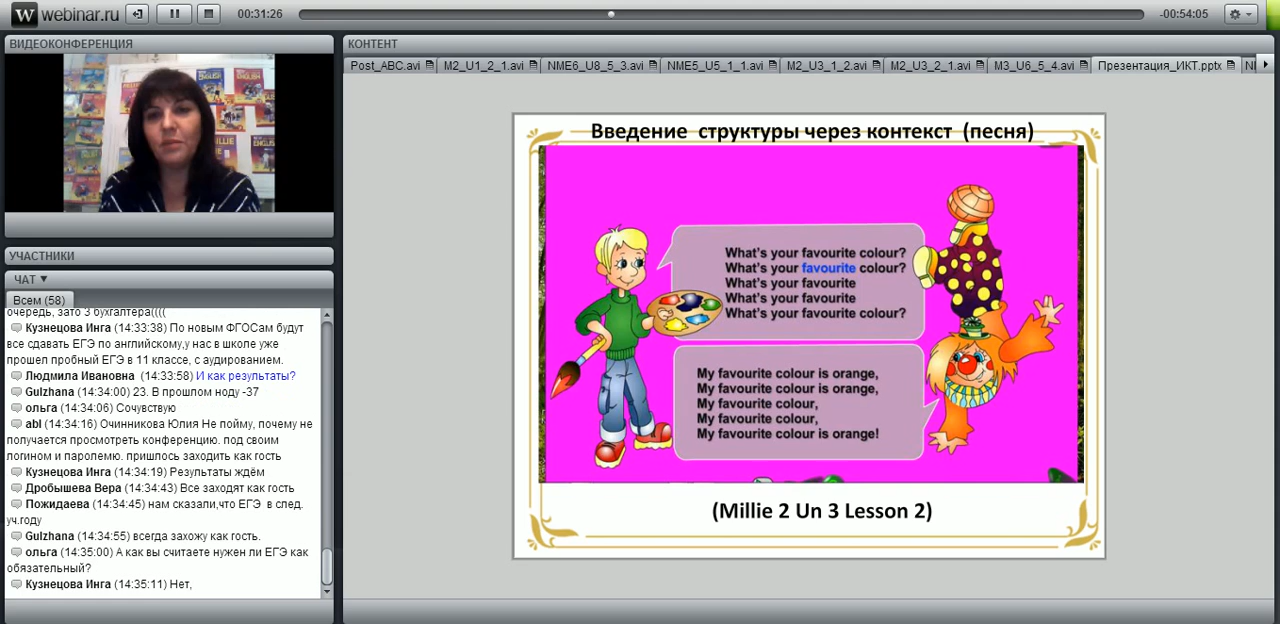 webinar.ru
00:31:26
-00:54:05
ВИДЕОКОНФЕРЕНЦИЯ
КОНТЕНТ
Post_ABC.avi
M2_U1_2_1.avi
NME6_U8_5_3.avi
NME5_U5_1_1.avi
M2_U3_1_2.avi
M2_U3_2_1.avi
M3_U6_5_4.avi
Презентация_ИКТ.pptx
УЧАСТНИКИ
ЧАТ
Всем (58)
очередь, зато 3 бухгалтера((((
Кузнецова Инга (14:33:38) По новым ФГОСам будут
все сдавать ЕГЭ по английскому,у нас в школе уже
прошел пробный ЕГЭ в 11 классе, с аудированием.
Людмила Ивановна (14:33:58) И как результаты?
Gulzhana (14:34:00) 23. В прошлом ноду -37
ольга (14:34:06) Сочувствую
abl (14:34:16) Очинникова Юлия Не пойму, почему не
получается просмотреть конференцию. под своим
логином и паролемю. пришлось заходить как гость
Кузнецова Инга (14:34:19) Результаты ждём
Дробышева Вера (14:34:43) Все заходят как гость
Пожидаева (14:34:45) нам сказали,что ЕГЭ в след.
уч.году
Gulzhana (14:34:55) всегда захожу как гость.
ольга (14:35:00) А как вы считаете нужен ли ЕГЭ как
обязательный?
Кузнецова Инга (14:35:11) Нет,
Введение структуры через контекст (песня)
What's your favourite colour?
What's your favourite colour?
What's your favourite
What's your favourite
What's your favourite colour?
My favourite colour is orange,
My favourite colour is orange,
My favourite colour,
My favourite colour,
My favourite colour is orange!
(Millie 2 Un 3 Lesson 2)